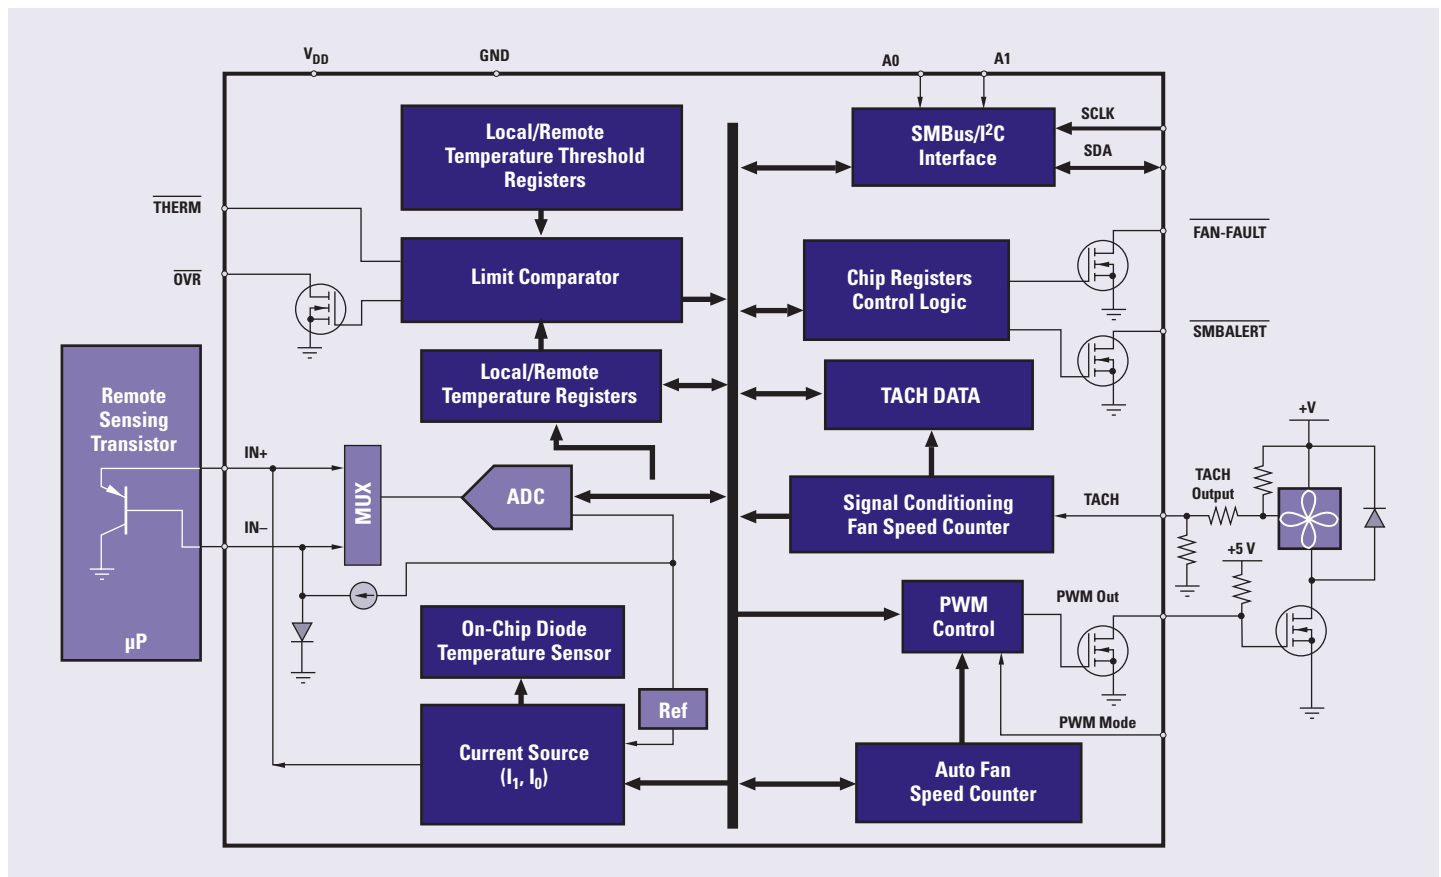 V_DD
GND
A0
A1
Local/Remote
Temperature Threshold
Registers
SMBus/I²C
Interface
SCLK
SDA
THERM
FAN-FAULT
OVR
Limit Comparator
Chip Registers
Control Logic
SMBALERT
Local/Remote
Temperature Registers
TACH DATA
Remote
Sensing
Transistor
+V
IN+
MUX
ADC
Signal Conditioning
Fan Speed Counter
TACH
TACH
Output
IN–
+5 V
PWM
Control
PWM Out
On-Chip Diode
Temperature Sensor
µP
Ref
PWM Mode
Current Source
(I₁, I₀)
Auto Fan
Speed Counter